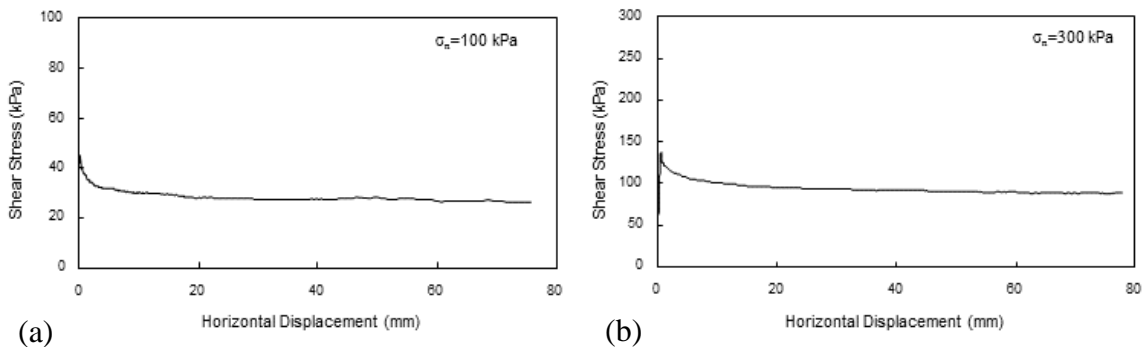 100
80
60
40
20
0
Shear Stress (kPa)
σn=100 kPa
0 20 40 60 80
Horizontal Displacement (mm)
(a)
300
250
200
150
100
50
0
Shear Stress (kPa)
σn=300 kPa
0 20 40 60 80
Horizontal Displacement (mm)
(b)